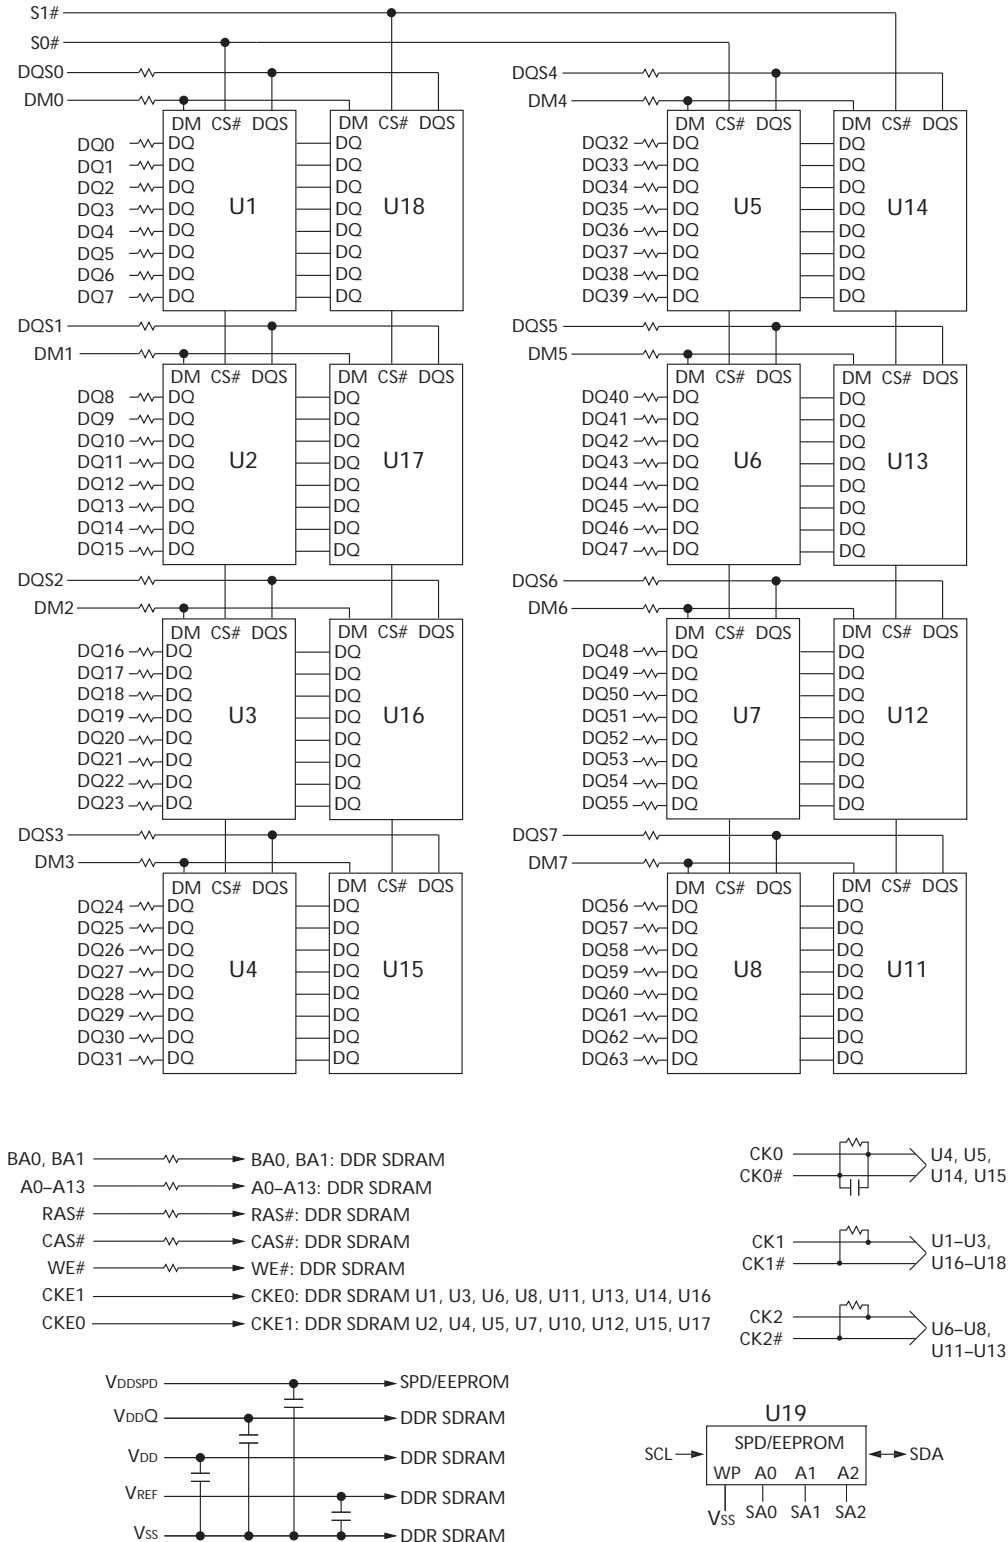 S1#
S0#
DQS0 DQS4
DM0 DM4
DM CS# DQS DM CS# DQS DM CS# DQS DM CS# DQS
DQ0 DQ DQ DQ32 DQ DQ
DQ1 DQ DQ DQ33 DQ DQ
DQ2 DQ DQ DQ34 DQ DQ
DQ3 DQ U1 DQ U18 DQ35 DQ U5 DQ U14
DQ4 DQ DQ DQ36 DQ DQ
DQ5 DQ DQ DQ37 DQ DQ
DQ6 DQ DQ DQ38 DQ DQ
DQ7 DQ DQ DQ39 DQ DQ
DQS1 DQS5
DM1 DM5
DM CS# DQS DM CS# DQS DM CS# DQS DM CS# DQS
DQ8 DQ DQ DQ40 DQ DQ
DQ9 DQ DQ DQ41 DQ DQ
DQ10 DQ DQ DQ42 DQ DQ
DQ11 DQ U2 DQ U17 DQ43 DQ U6 DQ U13
DQ12 DQ DQ DQ44 DQ DQ
DQ13 DQ DQ DQ45 DQ DQ
DQ14 DQ DQ DQ46 DQ DQ
DQ15 DQ DQ DQ47 DQ DQ
DQS2 DQS6
DM2 DM6
DM CS# DQS DM CS# DQS DM CS# DQS DM CS# DQS
DQ16 DQ DQ DQ48 DQ DQ
DQ17 DQ DQ DQ49 DQ DQ
DQ18 DQ DQ DQ50 DQ DQ
DQ19 DQ U3 DQ U16 DQ51 DQ U7 DQ U12
DQ20 DQ DQ DQ52 DQ DQ
DQ21 DQ DQ DQ53 DQ DQ
DQ22 DQ DQ DQ54 DQ DQ
DQ23 DQ DQ DQ55 DQ DQ
DQS3 DQS7
DM3 DM7
DM CS# DQS DM CS# DQS DM CS# DQS DM CS# DQS
DQ24 DQ DQ DQ56 DQ DQ
DQ25 DQ DQ DQ57 DQ DQ
DQ26 DQ DQ DQ58 DQ DQ
DQ27 DQ U4 DQ U15 DQ59 DQ U8 DQ U11
DQ28 DQ DQ DQ60 DQ DQ
DQ29 DQ DQ DQ61 DQ DQ
DQ30 DQ DQ DQ62 DQ DQ
DQ31 DQ DQ DQ63 DQ DQ
BA0, BA1 BA0, BA1: DDR SDRAM
A0–A13 A0–A13: DDR SDRAM
RAS# RAS#: DDR SDRAM
CAS# CAS#: DDR SDRAM
WE# WE#: DDR SDRAM
CKE1 CKE0: DDR SDRAM U1, U3, U6, U8, U11, U13, U14, U16
CKE0 CKE1: DDR SDRAM U2, U4, U5, U7, U10, U12, U15, U17
CK0 U4, U5,
CK0# U14, U15
CK1 U1–U3,
CK1# U16–U18
CK2 U6–U8,
CK2# U11–U13
VDDSPD SPD/EEPROM
VDDQ DDR SDRAM
VDD DDR SDRAM
VREF DDR SDRAM
VSS DDR SDRAM
U19
SPD/EEPROM
SCL SDA
WP A0 A1 A2
VSS SA0 SA1 SA2